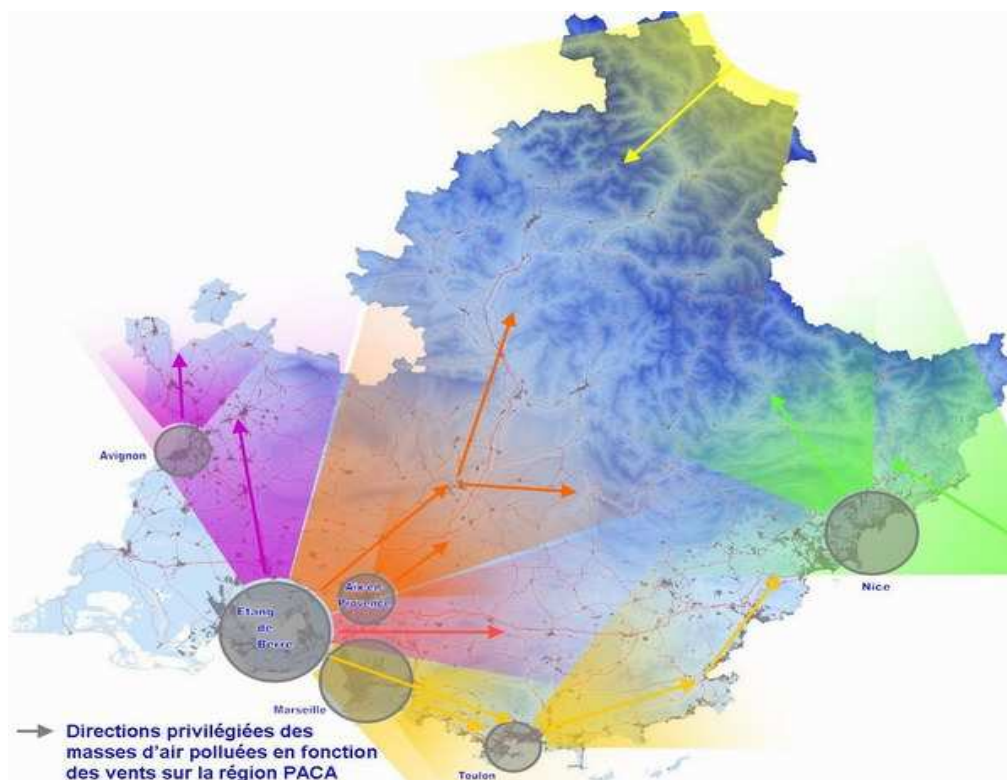 Avignon
Aix en
Provence
Etang
de
Berre
Nice
Marseille
Directions privilégiées des
masses d'air polluées en fonction
des vents sur la région PACA
Toulon